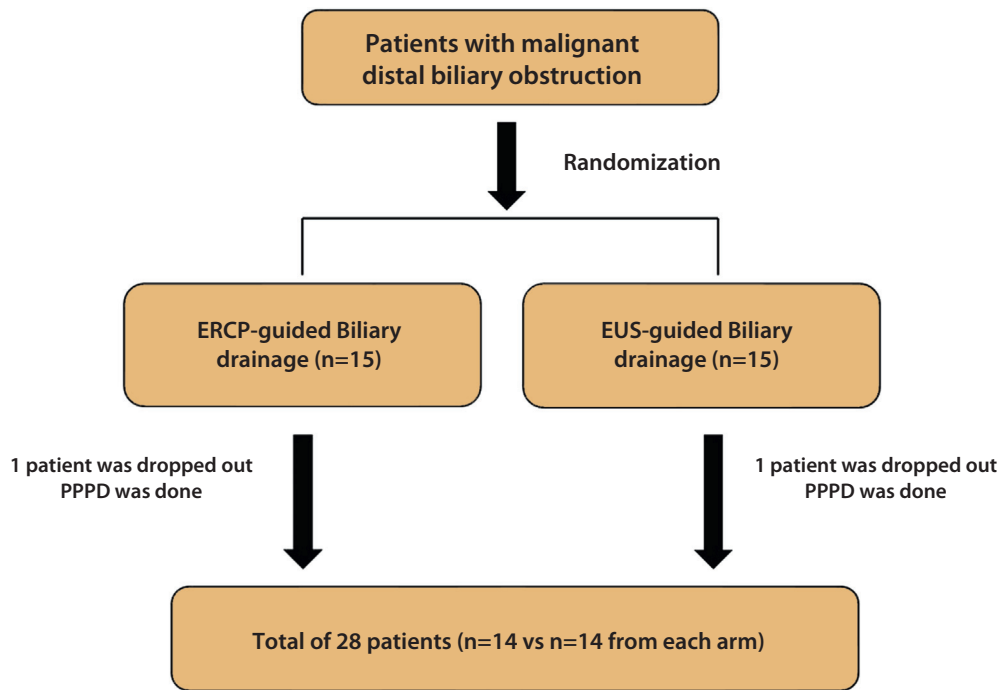 Patients with malignant
distal biliary obstruction
Randomization
ERCP-guided Biliary
drainage (n=15)
EUS-guided Biliary
drainage (n=15)
1 patient was dropped out
PPPD was done
1 patient was dropped out
PPPD was done
Total of 28 patients (n=14 vs n=14 from each arm)